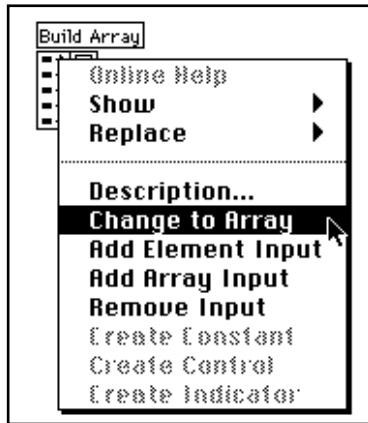 Build Array
Online Help
Show
Replace
Description...
Change to Array
Add Element Input
Add Array Input
Remove Input
Create Constant
Create Control
Create Indicator